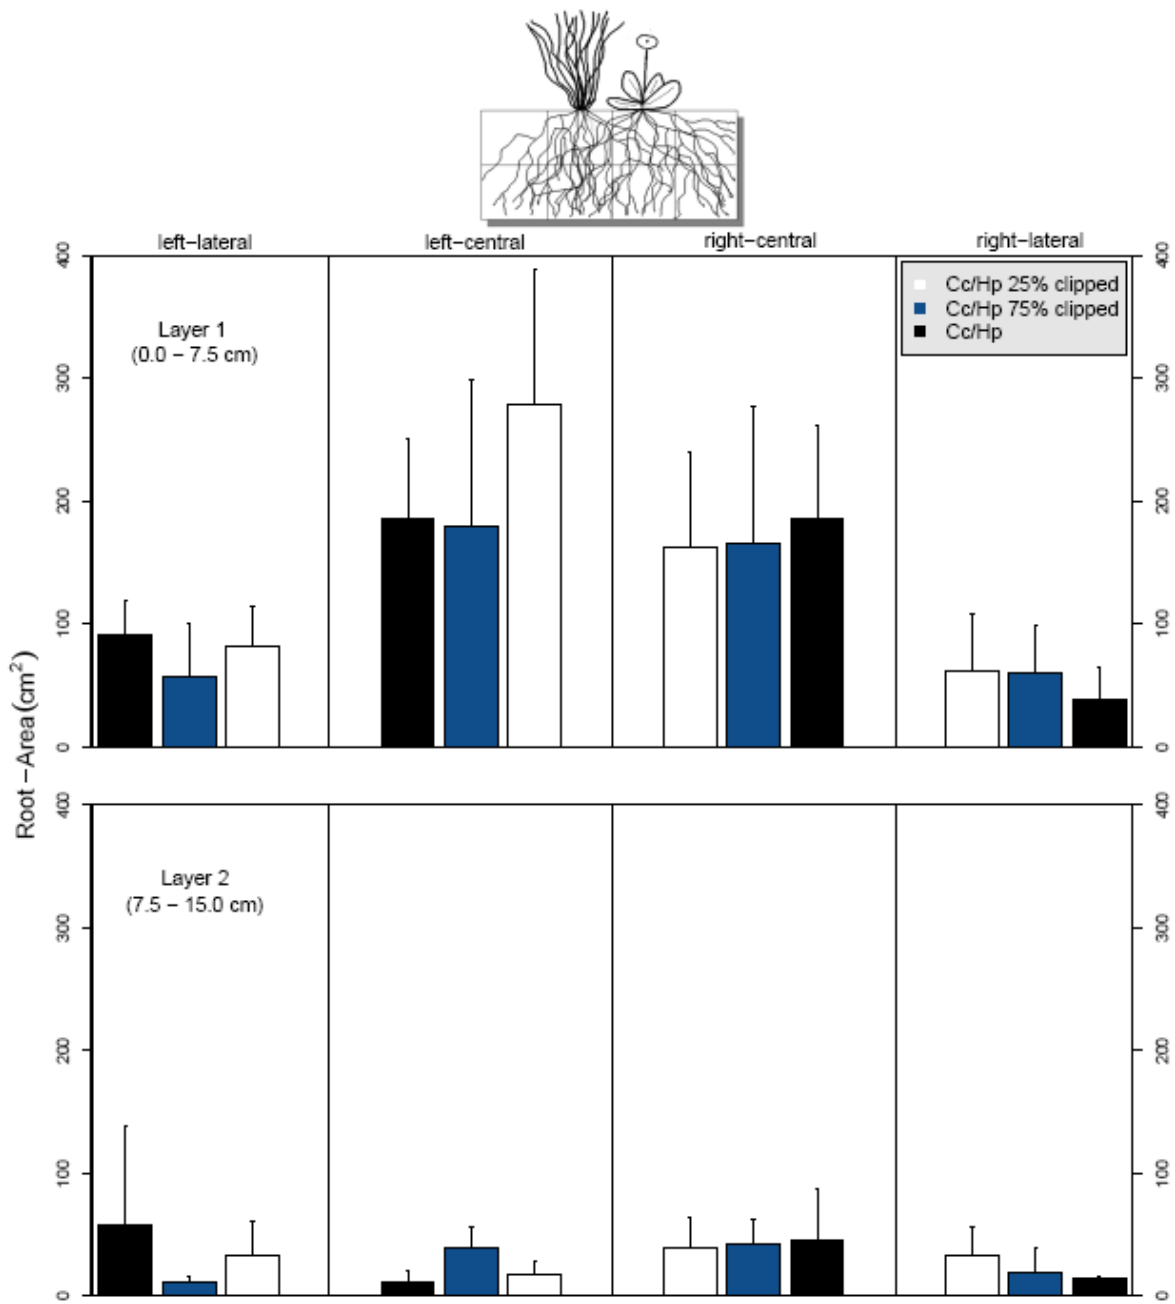 left-lateral
left-central
right-central
right-lateral
400
300
200
100
0
Layer 1
(0.0 – 7.5 cm)
Cc/Hp 25% clipped
Cc/Hp 75% clipped
Cc/Hp
400
300
200
100
0
Root-Area(cm²)
400
300
200
100
0
Layer 2
(7.5 – 15.0 cm)
400
300
200
100
0